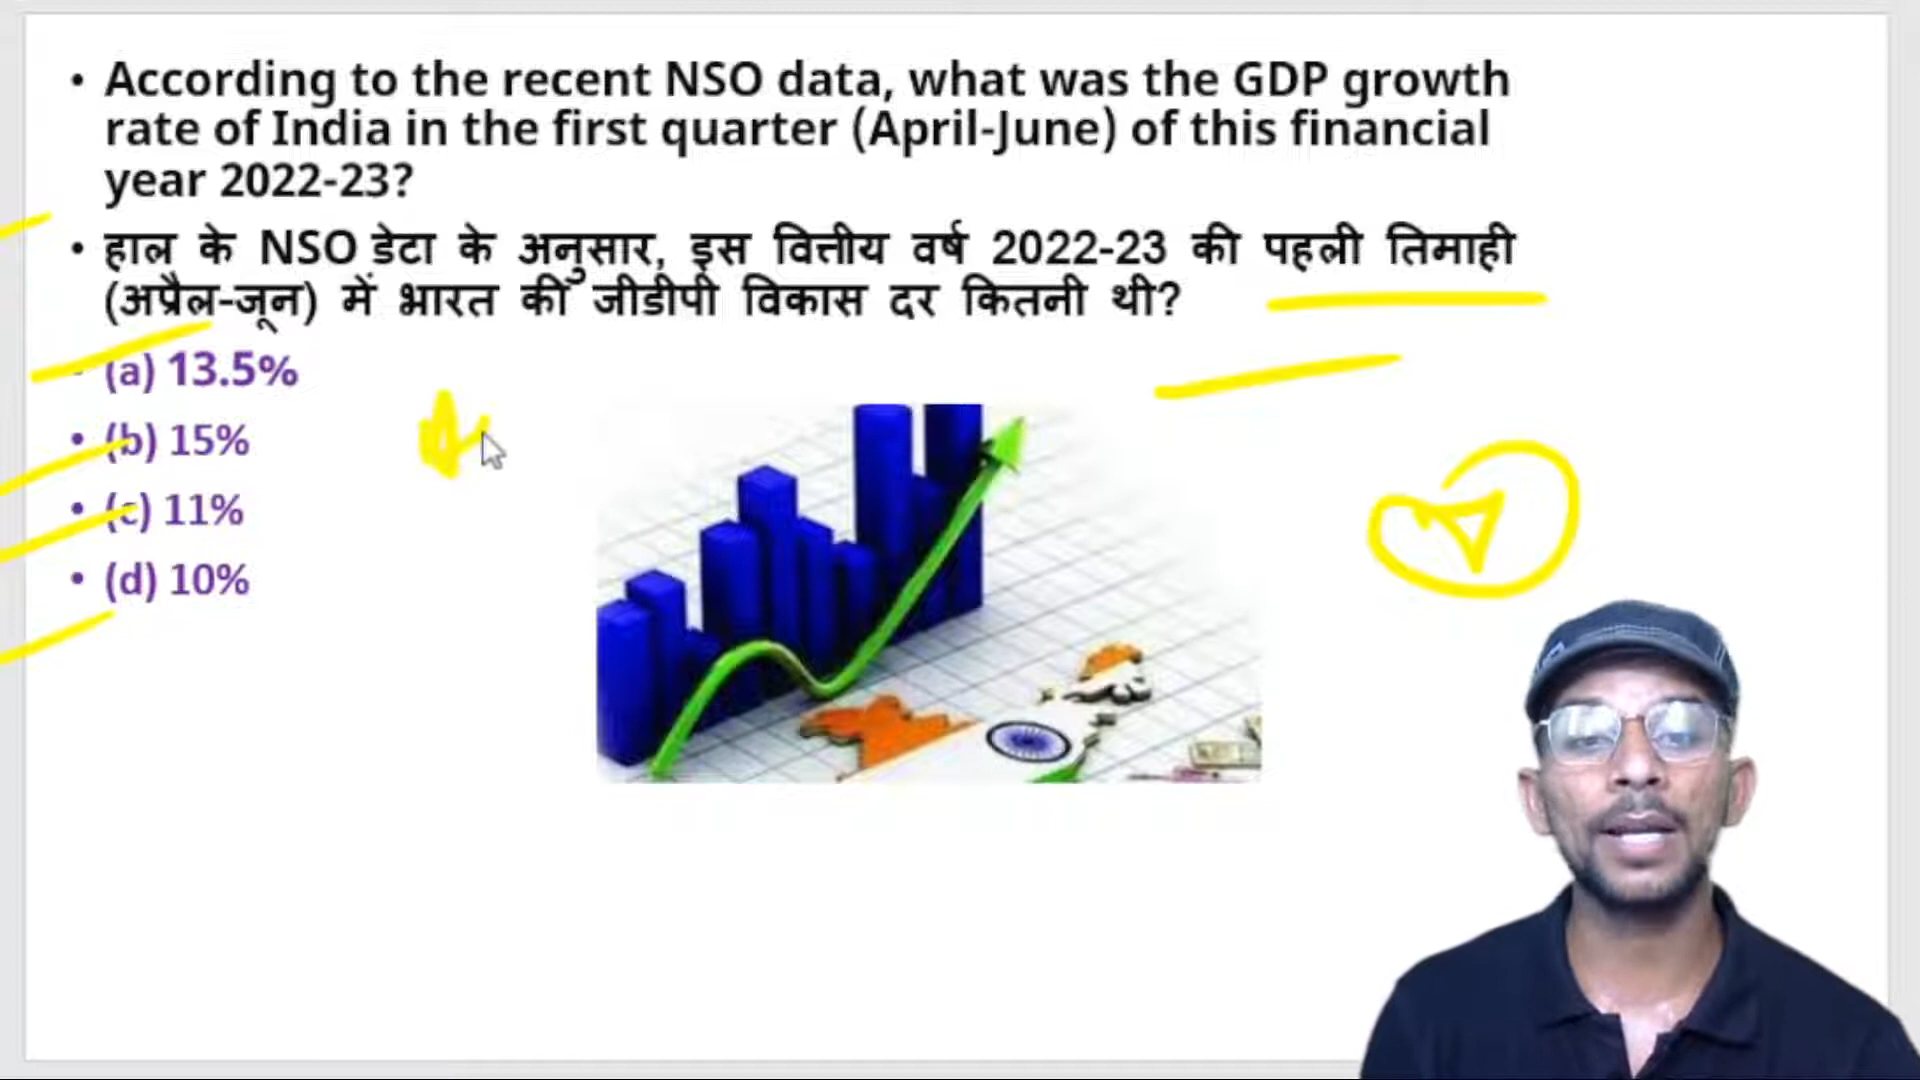 • According to the recent NSO data, what was the GDP growth
rate of India in the first quarter (April-June) of this financial
year 2022-23?
• हाल के NSO डेटा के अनुसार, इस वित्तीय वर्ष 2022-23 की पहली तिमाही
(अप्रैल-जून) में भारत की जीडीपी विकास दर कितनी थी?
• (a) 13.5%
• (b) 15%
• (c) 11%
• (d) 10%